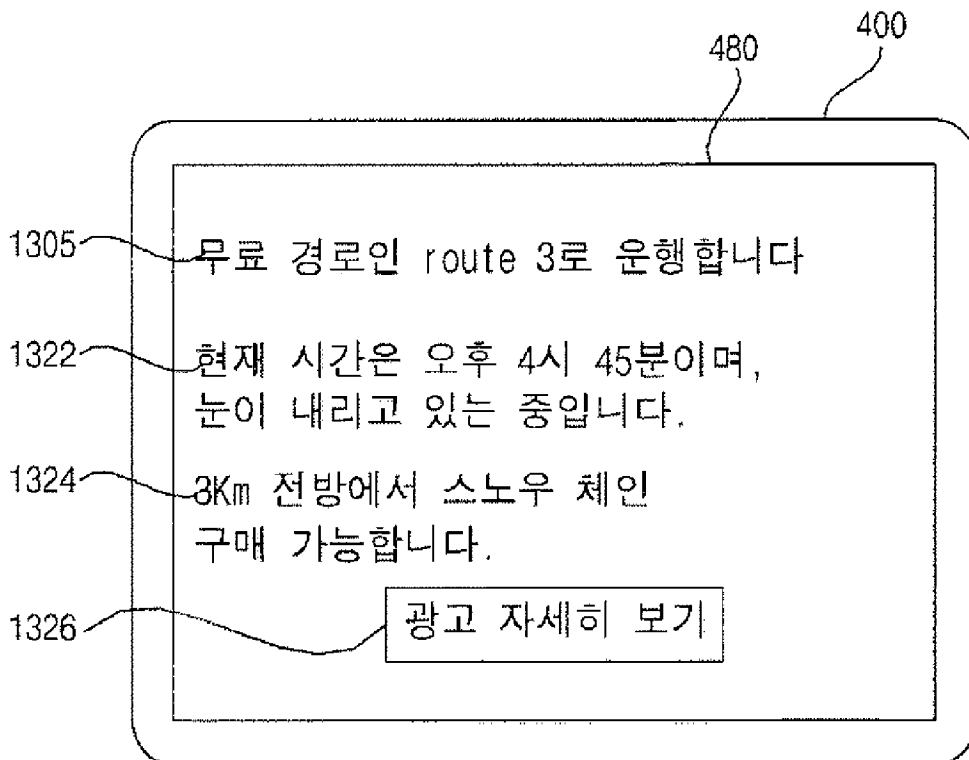 400
480
1305
무료 경로인 route 3로 운행합니다
1322
현재 시간은 오후 4시 45분이며,
눈이 내리고 있는 중입니다.
1324
3Km 전방에서 스노우 체인
구매 가능합니다.
1326
광고 자세히 보기